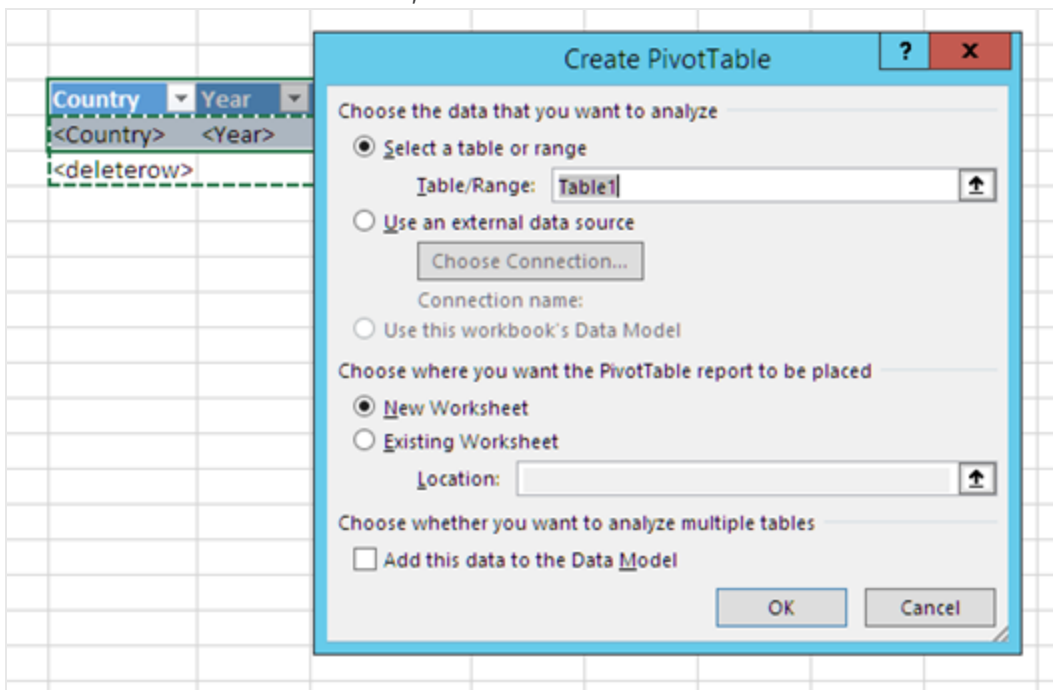 Create PivotTable ? x
Country Year
<Country> <Year>
<deleterow>
Choose the data that you want to analyze
Select a table or range
Table/Range: Table1
Use an external data source
Choose Connection...
Connection name:
Use this workbook's Data Model
Choose where you want the PivotTable report to be placed
New Worksheet
Existing Worksheet
Location:
Choose whether you want to analyze multiple tables
Add this data to the Data Model
OK Cancel